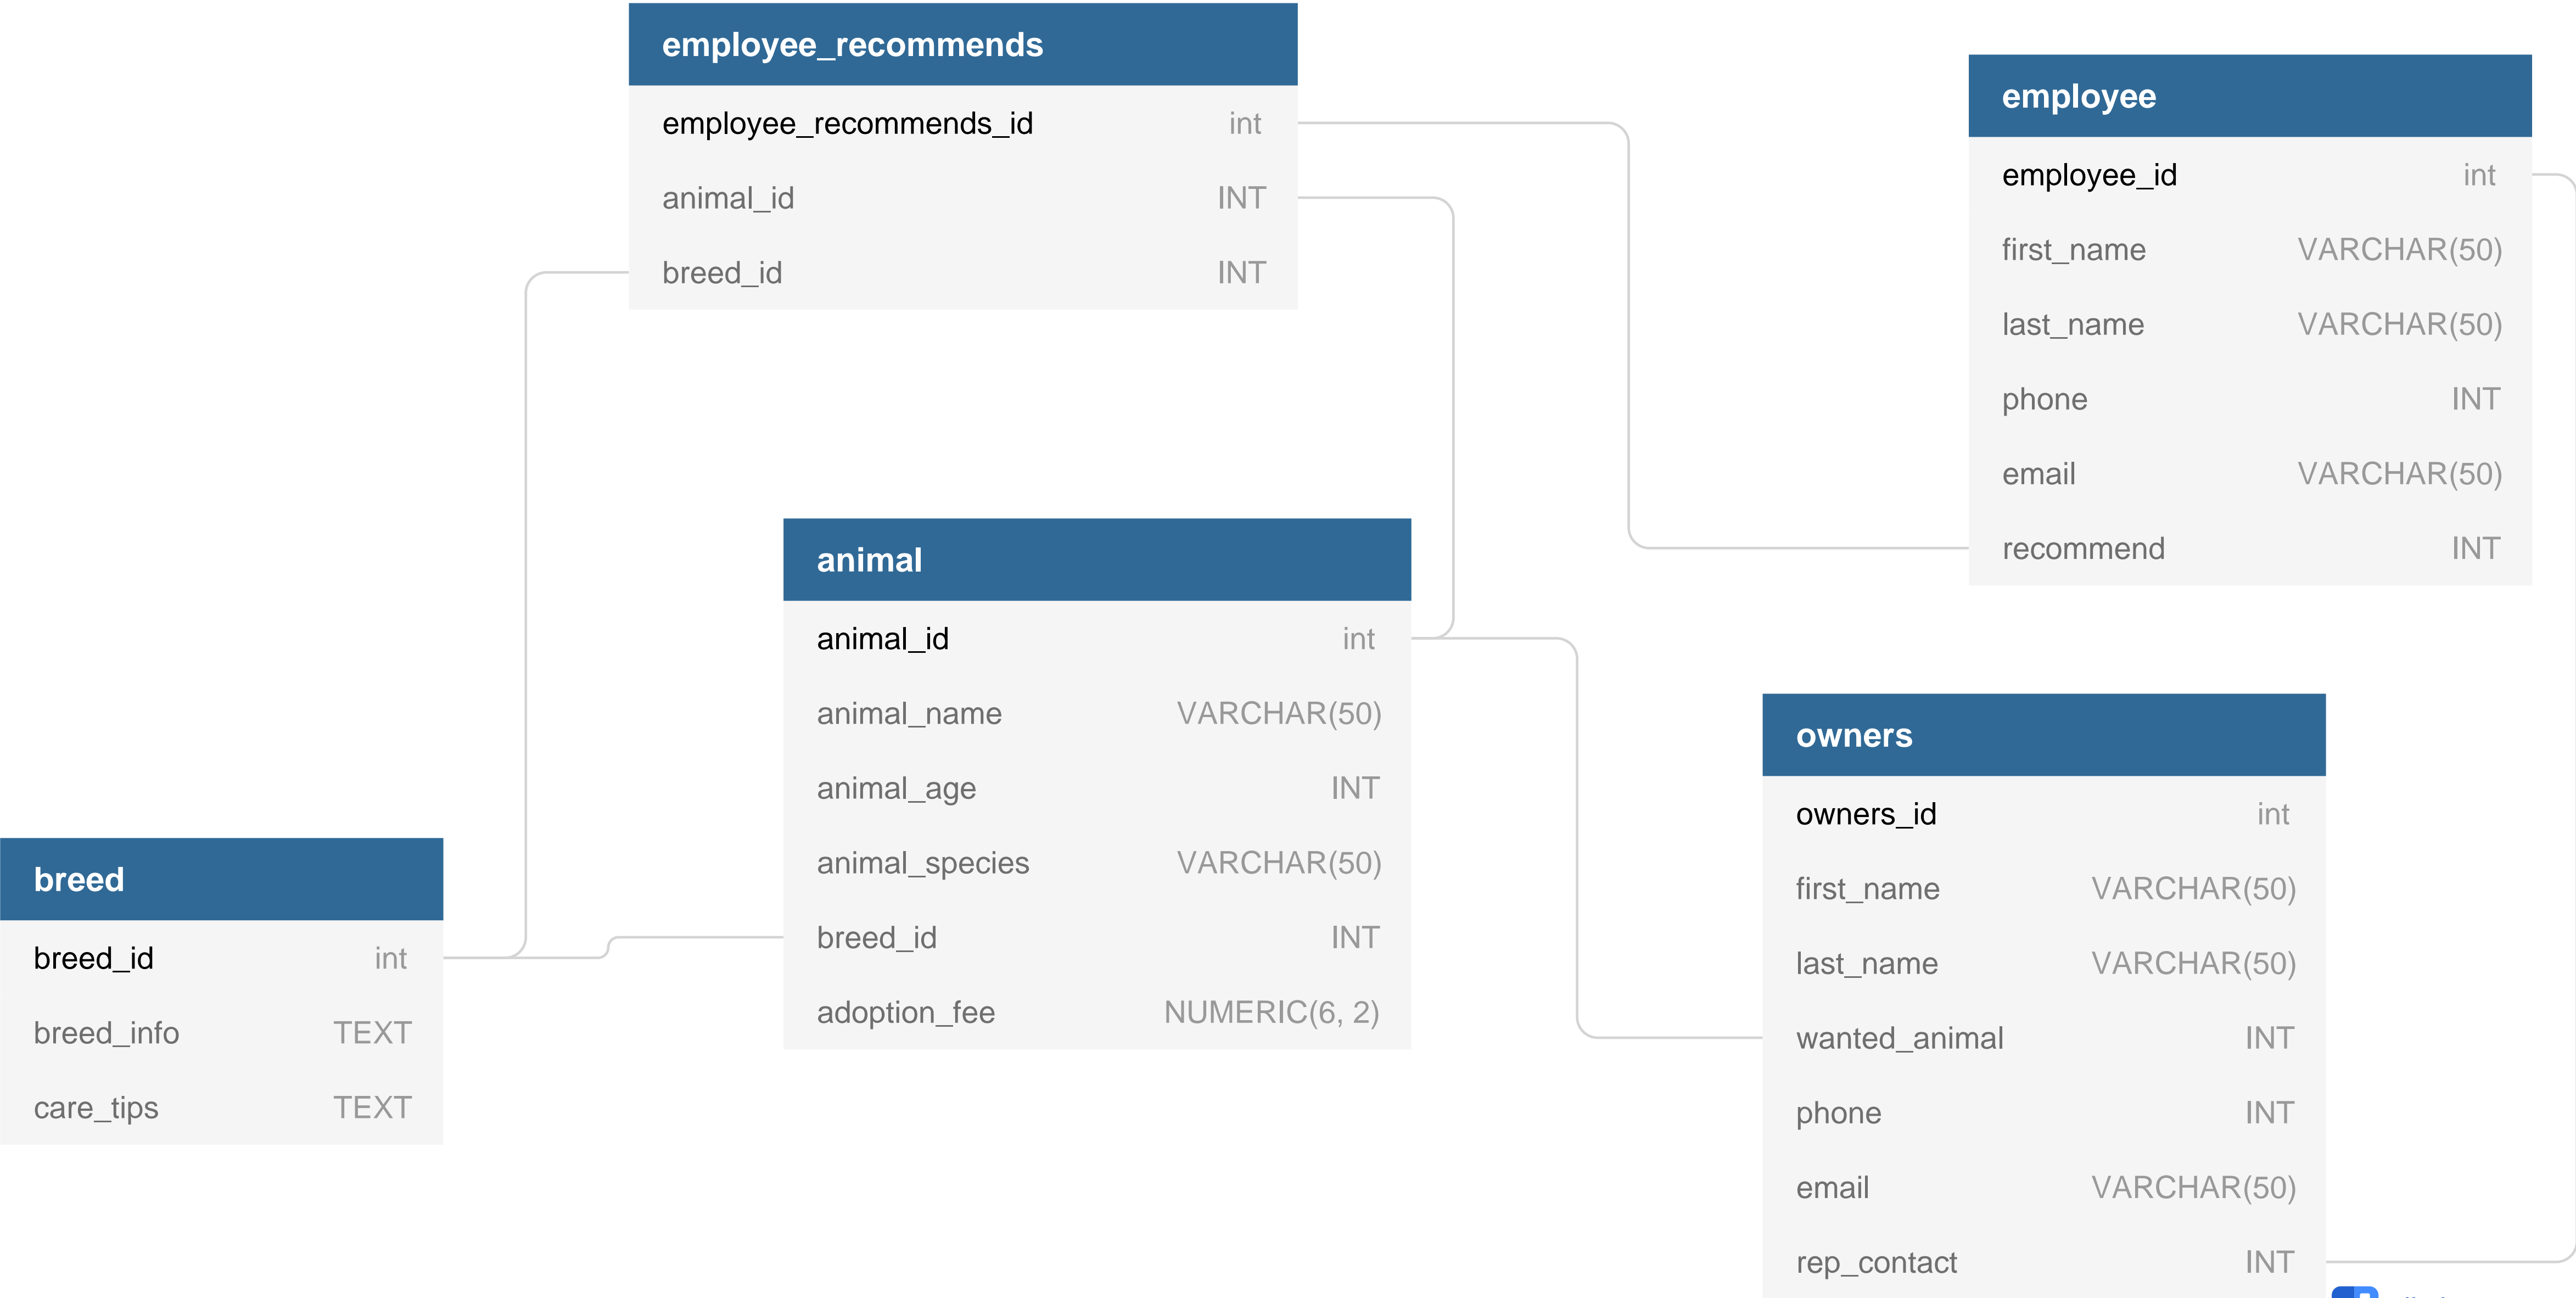 employee_recommends
employee_recommends_id int
animal_id INT
breed_id INT
employee
employee_id int
first_name VARCHAR(50)
last_name VARCHAR(50)
phone INT
email VARCHAR(50)
recommend INT
animal
animal_id int
animal_name VARCHAR(50)
animal_age INT
animal_species VARCHAR(50)
breed_id INT
adoption_fee NUMERIC(6, 2)
owners
owners_id int
first_name VARCHAR(50)
last_name VARCHAR(50)
wanted_animal INT
phone INT
email VARCHAR(50)
rep_contact INT
breed
breed_id int
breed_info TEXT
care_tips TEXT